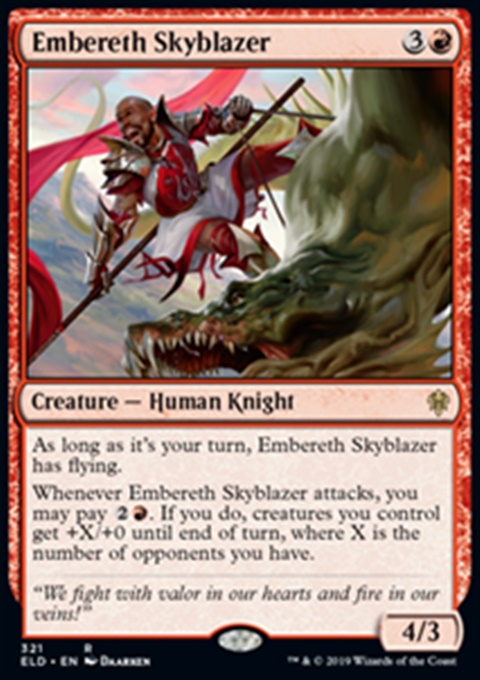 Embereth Skyblazer 3
Creature — Human Knight
As long as it's your turn, Embereth Skyblazer
has flying.
Whenever Embereth Skyblazer attacks, you
may pay 2 R. If you do, creatures you control
get +X/+0 until end of turn, where X is the
number of opponents you have.
"We fight with valor in our hearts and fire in our
veins!"
4/3
321 R
ELD • EN DAARKEN
™ & © 2019 Wizards of the Coast